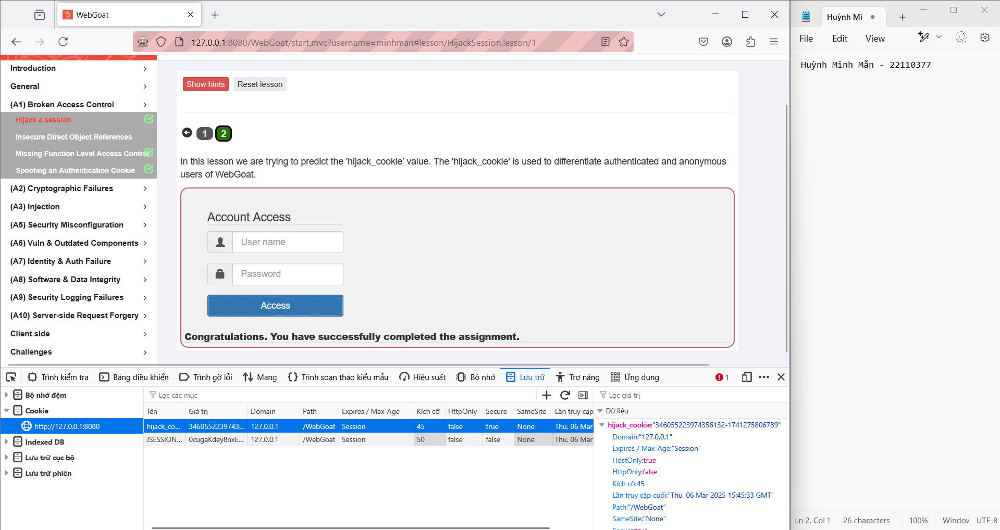 WebGoat
127.0.0.1:8080/WebGoat/start.mvc?username=minhman#lesson/HijackSession.lesson/1
Introduction
General
(A1) Broken Access Control
Hijack a session
Insecure Direct Object References
Missing Function Level Access Control
Spoofing an Authentication Cookie
(A2) Cryptographic Failures
(A3) Injection
(A5) Security Misconfiguration
(A6) Vuln & Outdated Components
(A7) Identity & Auth Failure
(A8) Software & Data Integrity
(A9) Security Logging Failures
(A10) Server-side Request Forgery
Client side
Challenges
Show hints Reset lesson
1 2
In this lesson we are trying to predict the 'hijack_cookie' value. The 'hijack_cookie' is used to differentiate authenticated and anonymous
users of WebGoat.
Account Access
User name
Password
Access
Congratulations. You have successfully completed the assignment.
Trình kiểm tra Bảng điều khiển Trình gỡ lỗi Mạng Trình soạn thảo kiểu mẫu Hiệu suất Bộ nhớ Lưu trữ Trợ năng Ứng dụng 1
Bộ nhớ đệm
Cookie
http://127.0.0.1:8080
Indexed DB
Lưu trữ cục bộ
Lưu trữ phiên
Lọc các mục
Tên Giá trị Domain Path Expires / Max-Age Kích cỡ HttpOnly Secure SameSite Lần truy cập
hijack_co... 3460552239743... 127.0.0.1 /WebGoat Session 45 false true None Thu, 06 Mar
JSESSION... 0cugaKdey8nxE... 127.0.0.1 /WebGoat Session 50 false false None Thu, 06 Mar
Lọc giá trị
Dữ liệu
hijack_cookie:"346055223974356132-1741275806789"
Domain:"127.0.0.1"
Expires / Max-Age:"Session"
HostOnly:true
HttpOnly:false
Kích cỡ:45
Lần truy cập cuối:"Thu, 06 Mar 2025 15:45:33 GMT"
Path:"/WebGoat"
SameSite:"None"
Secure:true
Huỳnh Mi
File Edit View
Huỳnh Minh Mẫn - 22110377
Ln 2, Col 1 26 characters 100% Window UTF-8